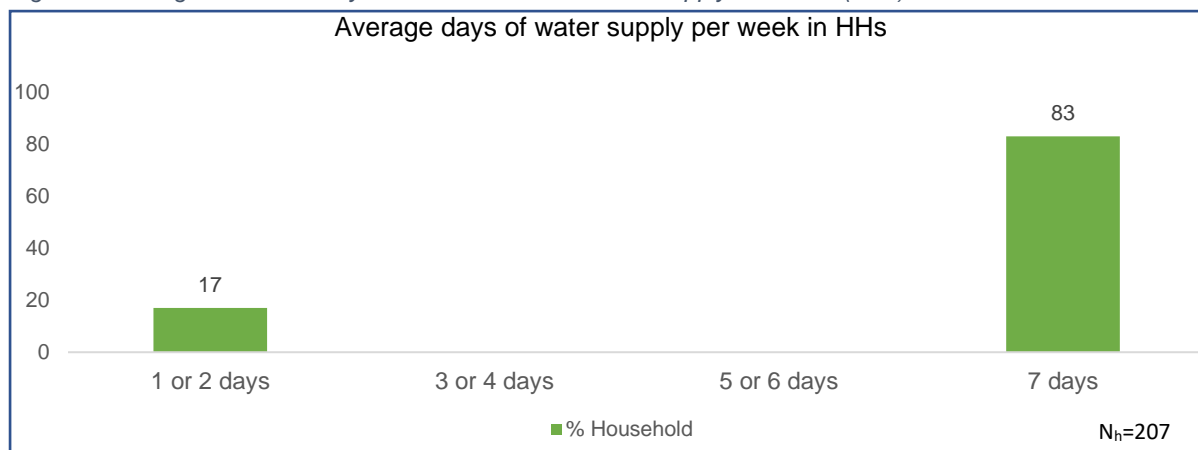 Average days of water supply per week in HHs
100
80
60
40
20
0
17
83
1 or 2 days
3 or 4 days
5 or 6 days
7 days
% Household
Nh=207